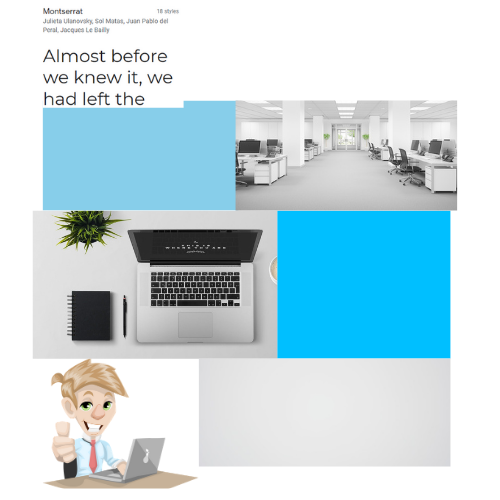 Montserrat
18 styles
Julieta Ulanovsky, Sol Matas, Juan Pablo del
Peral, Jacques Le Bailly
Almost before
we knew it, we
had left the